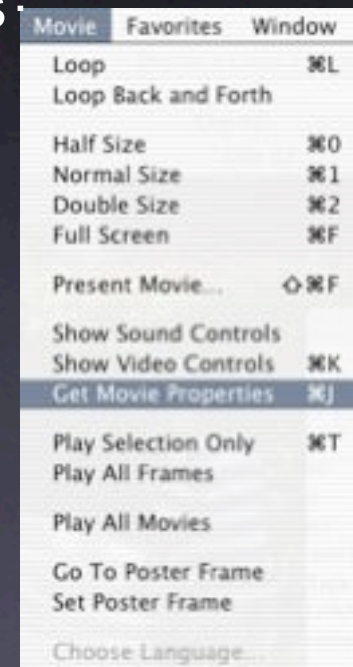 Movie Favorites Window
Loop ⌘L
Loop Back and Forth
Half Size ⌘0
Normal Size ⌘1
Double Size ⌘2
Full Screen ⌘F
Present Movie... ⇧⌘F
Show Sound Controls
Show Video Controls ⌘K
Get Movie Properties ⌘J
Play Selection Only ⌘T
Play All Frames
Play All Movies
Go To Poster Frame
Set Poster Frame
Choose Language...